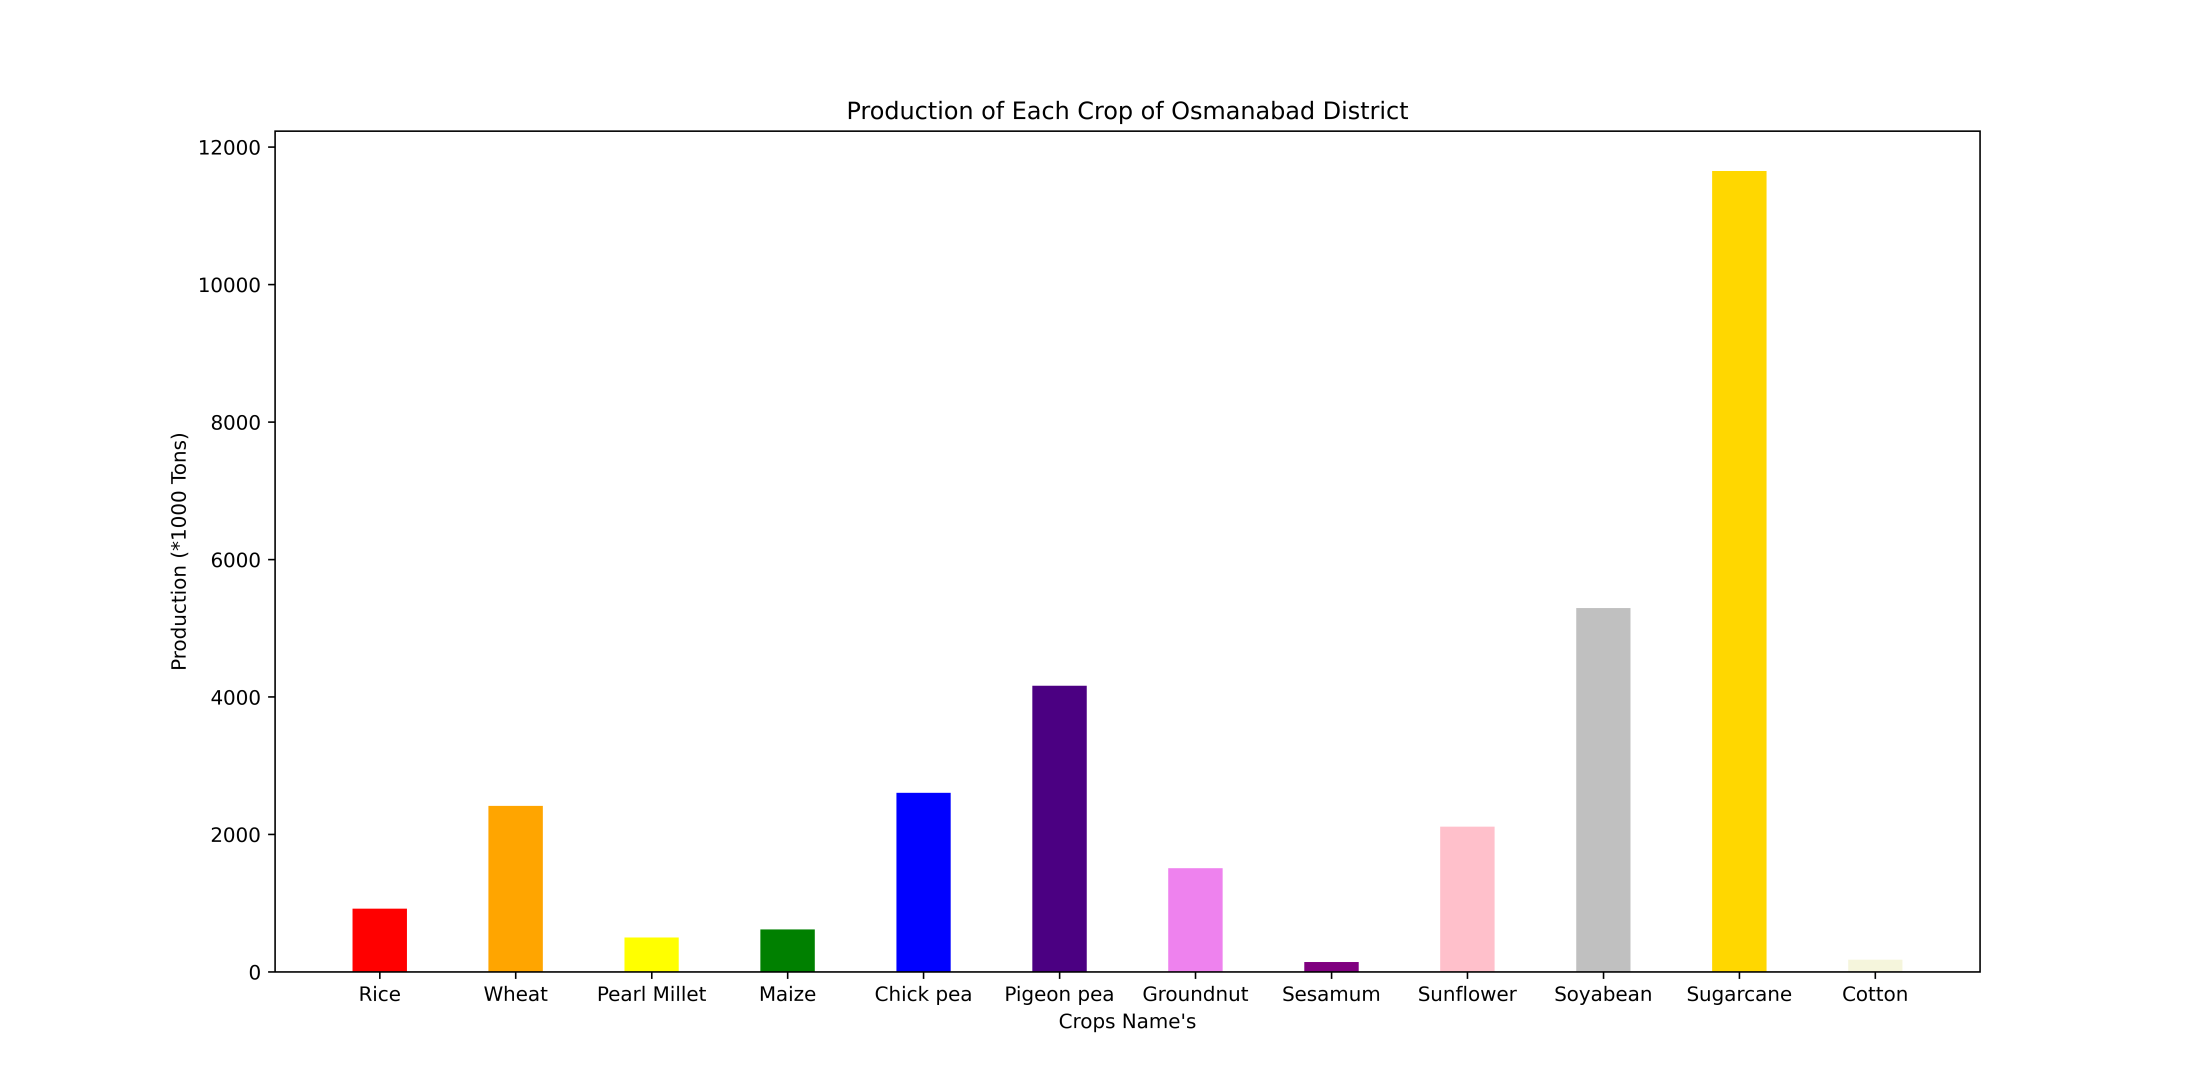 Production of Each Crop of Osmanabad District
Production (*1000 Tons)
12000
10000
8000
6000
4000
2000
0
Rice Wheat Pearl Millet Maize Chick pea Pigeon pea Groundnut Sesamum Sunflower Soyabean Sugarcane Cotton
Crops Name's